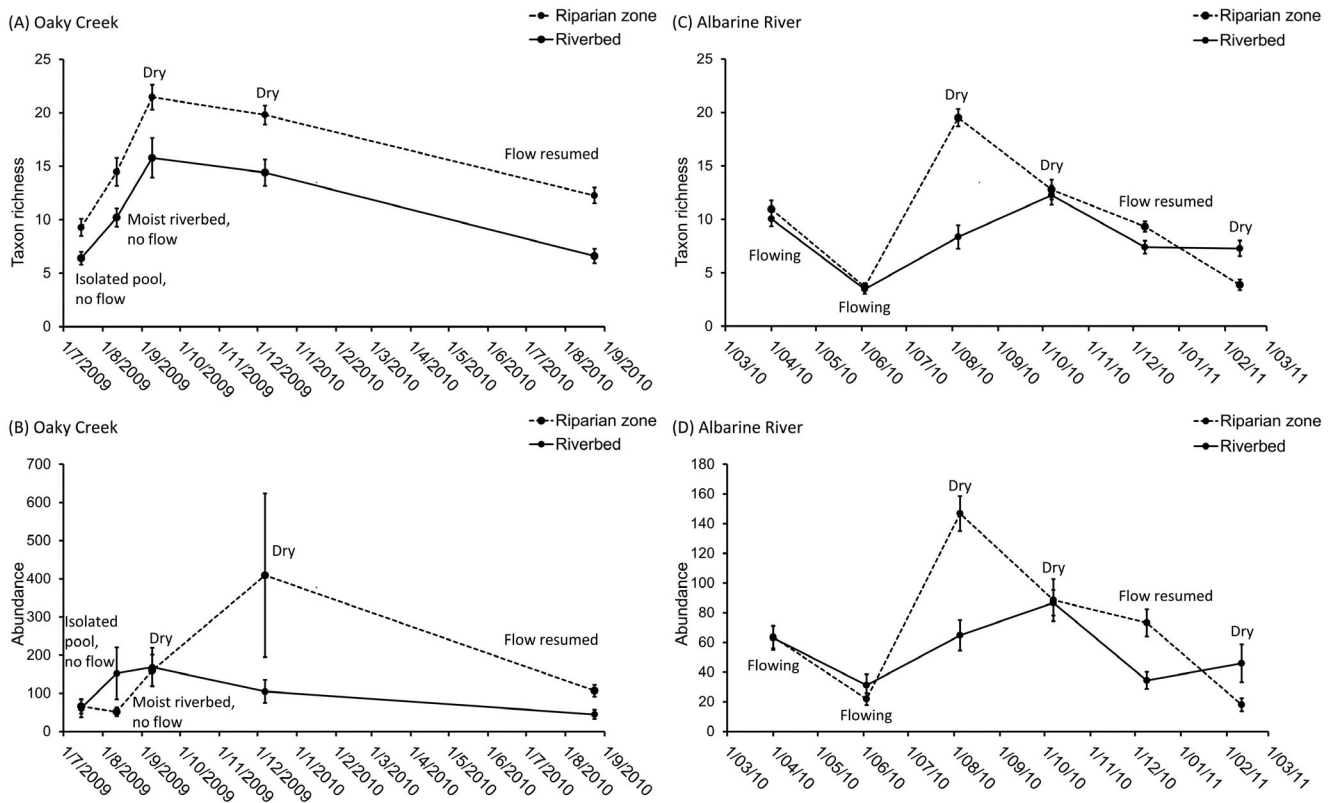 (A) Oaky Creek
Riparian zone
Riverbed
25
20
15
10
5
0
Taxon richness
Dry
Dry
Flow resumed
Moist riverbed,
no flow
Isolated pool,
no flow
1/7/2009
1/8/2009
1/9/2009
1/10/2009
1/11/2009
1/12/2009
1/1/2010
1/2/2010
1/3/2010
1/4/2010
1/5/2010
1/6/2010
1/7/2010
1/8/2010
1/9/2010
(C) Albarine River
Riparian zone
Riverbed
25
20
15
10
5
0
Taxon richness
Dry
Dry
Flow resumed
Dry
Flowing
Flowing
1/03/10
1/04/10
1/05/10
1/06/10
1/07/10
1/08/10
1/09/10
1/10/10
1/11/10
1/12/10
1/01/11
1/02/11
1/03/11
(B) Oaky Creek
Riparian zone
Riverbed
700
600
500
400
300
200
100
0
Abundance
Isolated
pool,
no flow
Dry
Dry
Flow resumed
Moist riverbed,
no flow
1/7/2009
1/8/2009
1/9/2009
1/10/2009
1/11/2009
1/12/2009
1/1/2010
1/2/2010
1/3/2010
1/4/2010
1/5/2010
1/6/2010
1/7/2010
1/8/2010
1/9/2010
(D) Albarine River
Riparian zone
Riverbed
180
160
140
120
100
80
60
40
20
0
Abundance
Dry
Dry
Flow resumed
Dry
Flowing
Flowing
1/03/10
1/04/10
1/05/10
1/06/10
1/07/10
1/08/10
1/09/10
1/10/10
1/11/10
1/12/10
1/01/11
1/02/11
1/03/11